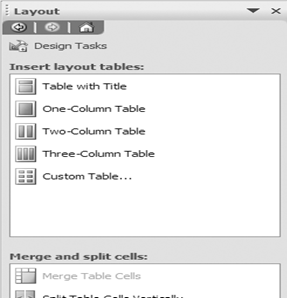 Layout
Design Tasks
Insert layout tables:
Table with Title
One-Column Table
Two-Column Table
Three-Column Table
Custom Table...
Merge and split cells:
Merge Table Cells
Split Table Cells Vertically...